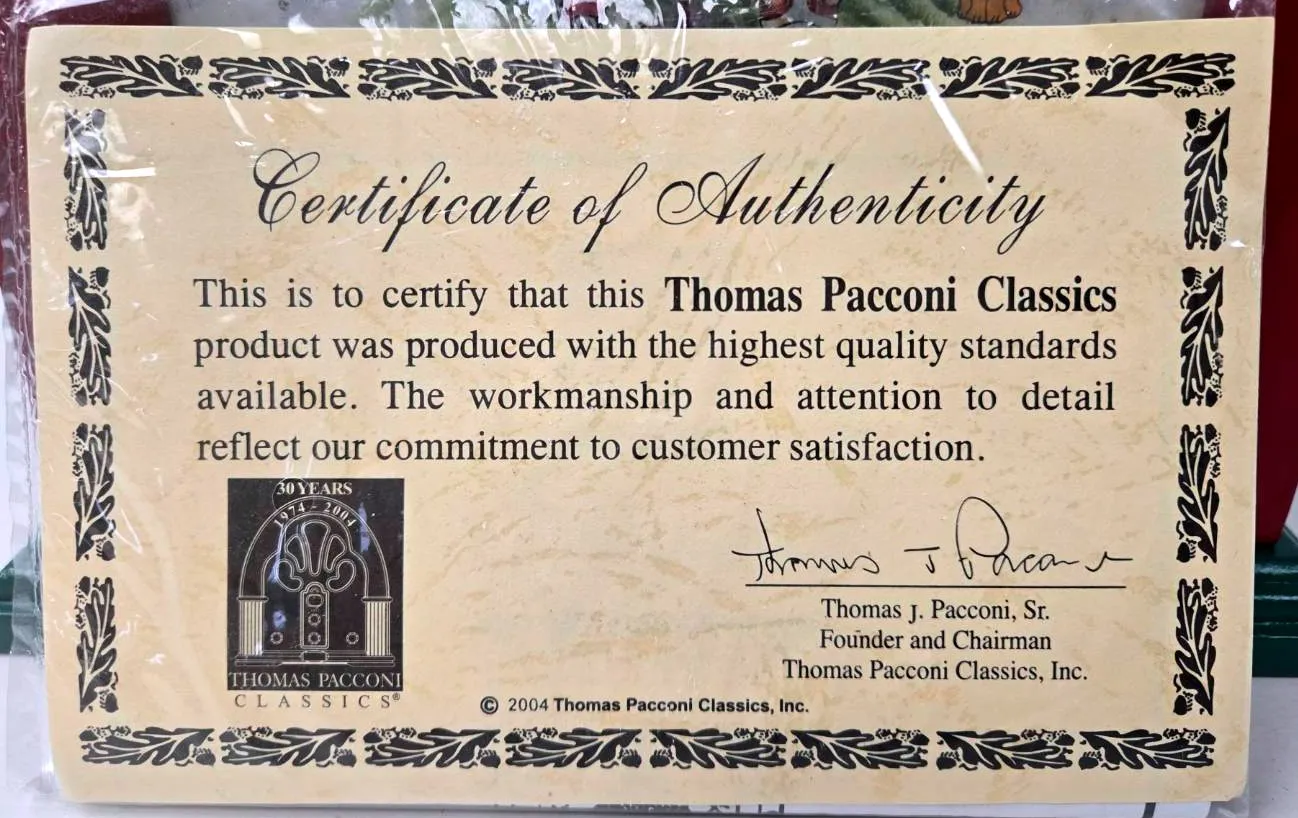 Certificate of Authenticity
This is to certify that this Thomas Pacconi Classics
product was produced with the highest quality standards
available. The workmanship and attention to detail
reflect our commitment to customer satisfaction.
30 YEARS
1974 - 2004
THOMAS PACCONI
CLASSICS®
Thomas J Pacconi
Thomas J. Pacconi, Sr.
Founder and Chairman
Thomas Pacconi Classics, Inc.
© 2004 Thomas Pacconi Classics, Inc.